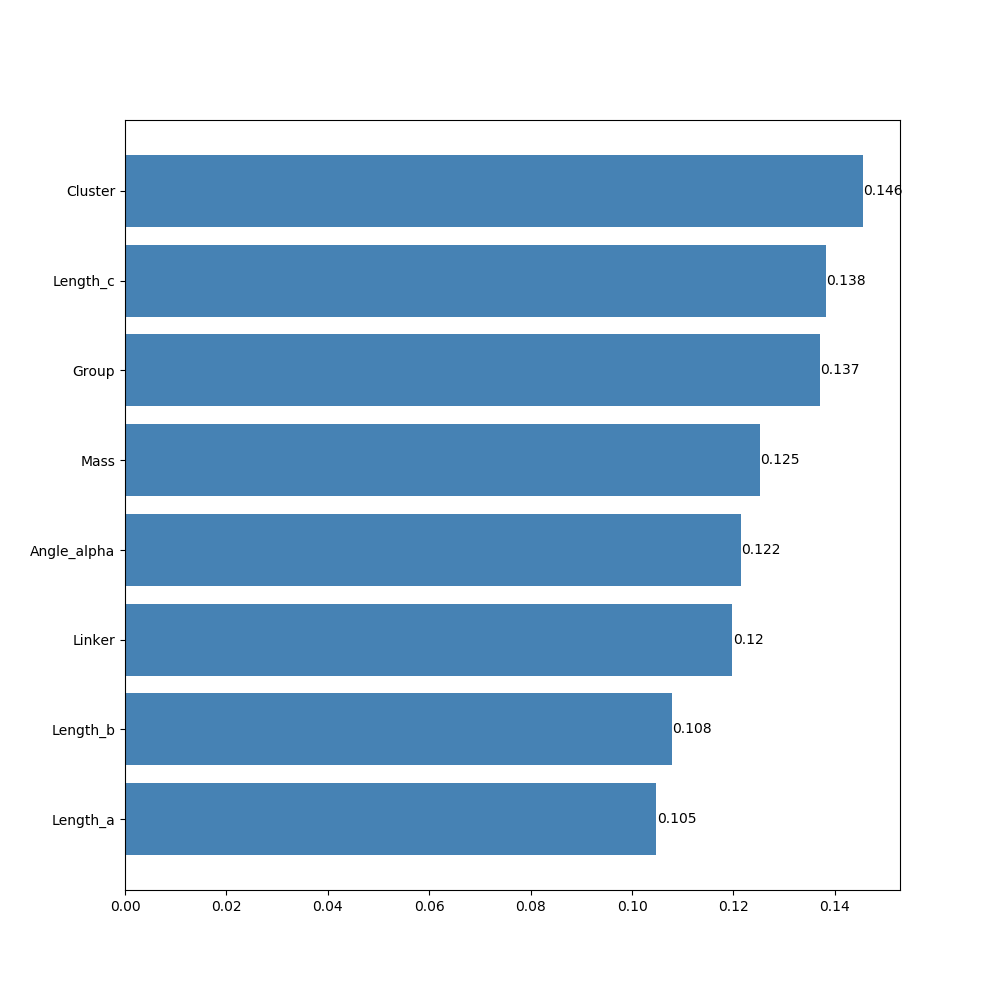 Cluster 0.146
Length_c 0.138
Group 0.137
Mass 0.125
Angle_alpha 0.122
Linker 0.12
Length_b 0.108
Length_a 0.105
0.00 0.02 0.04 0.06 0.08 0.10 0.12 0.14